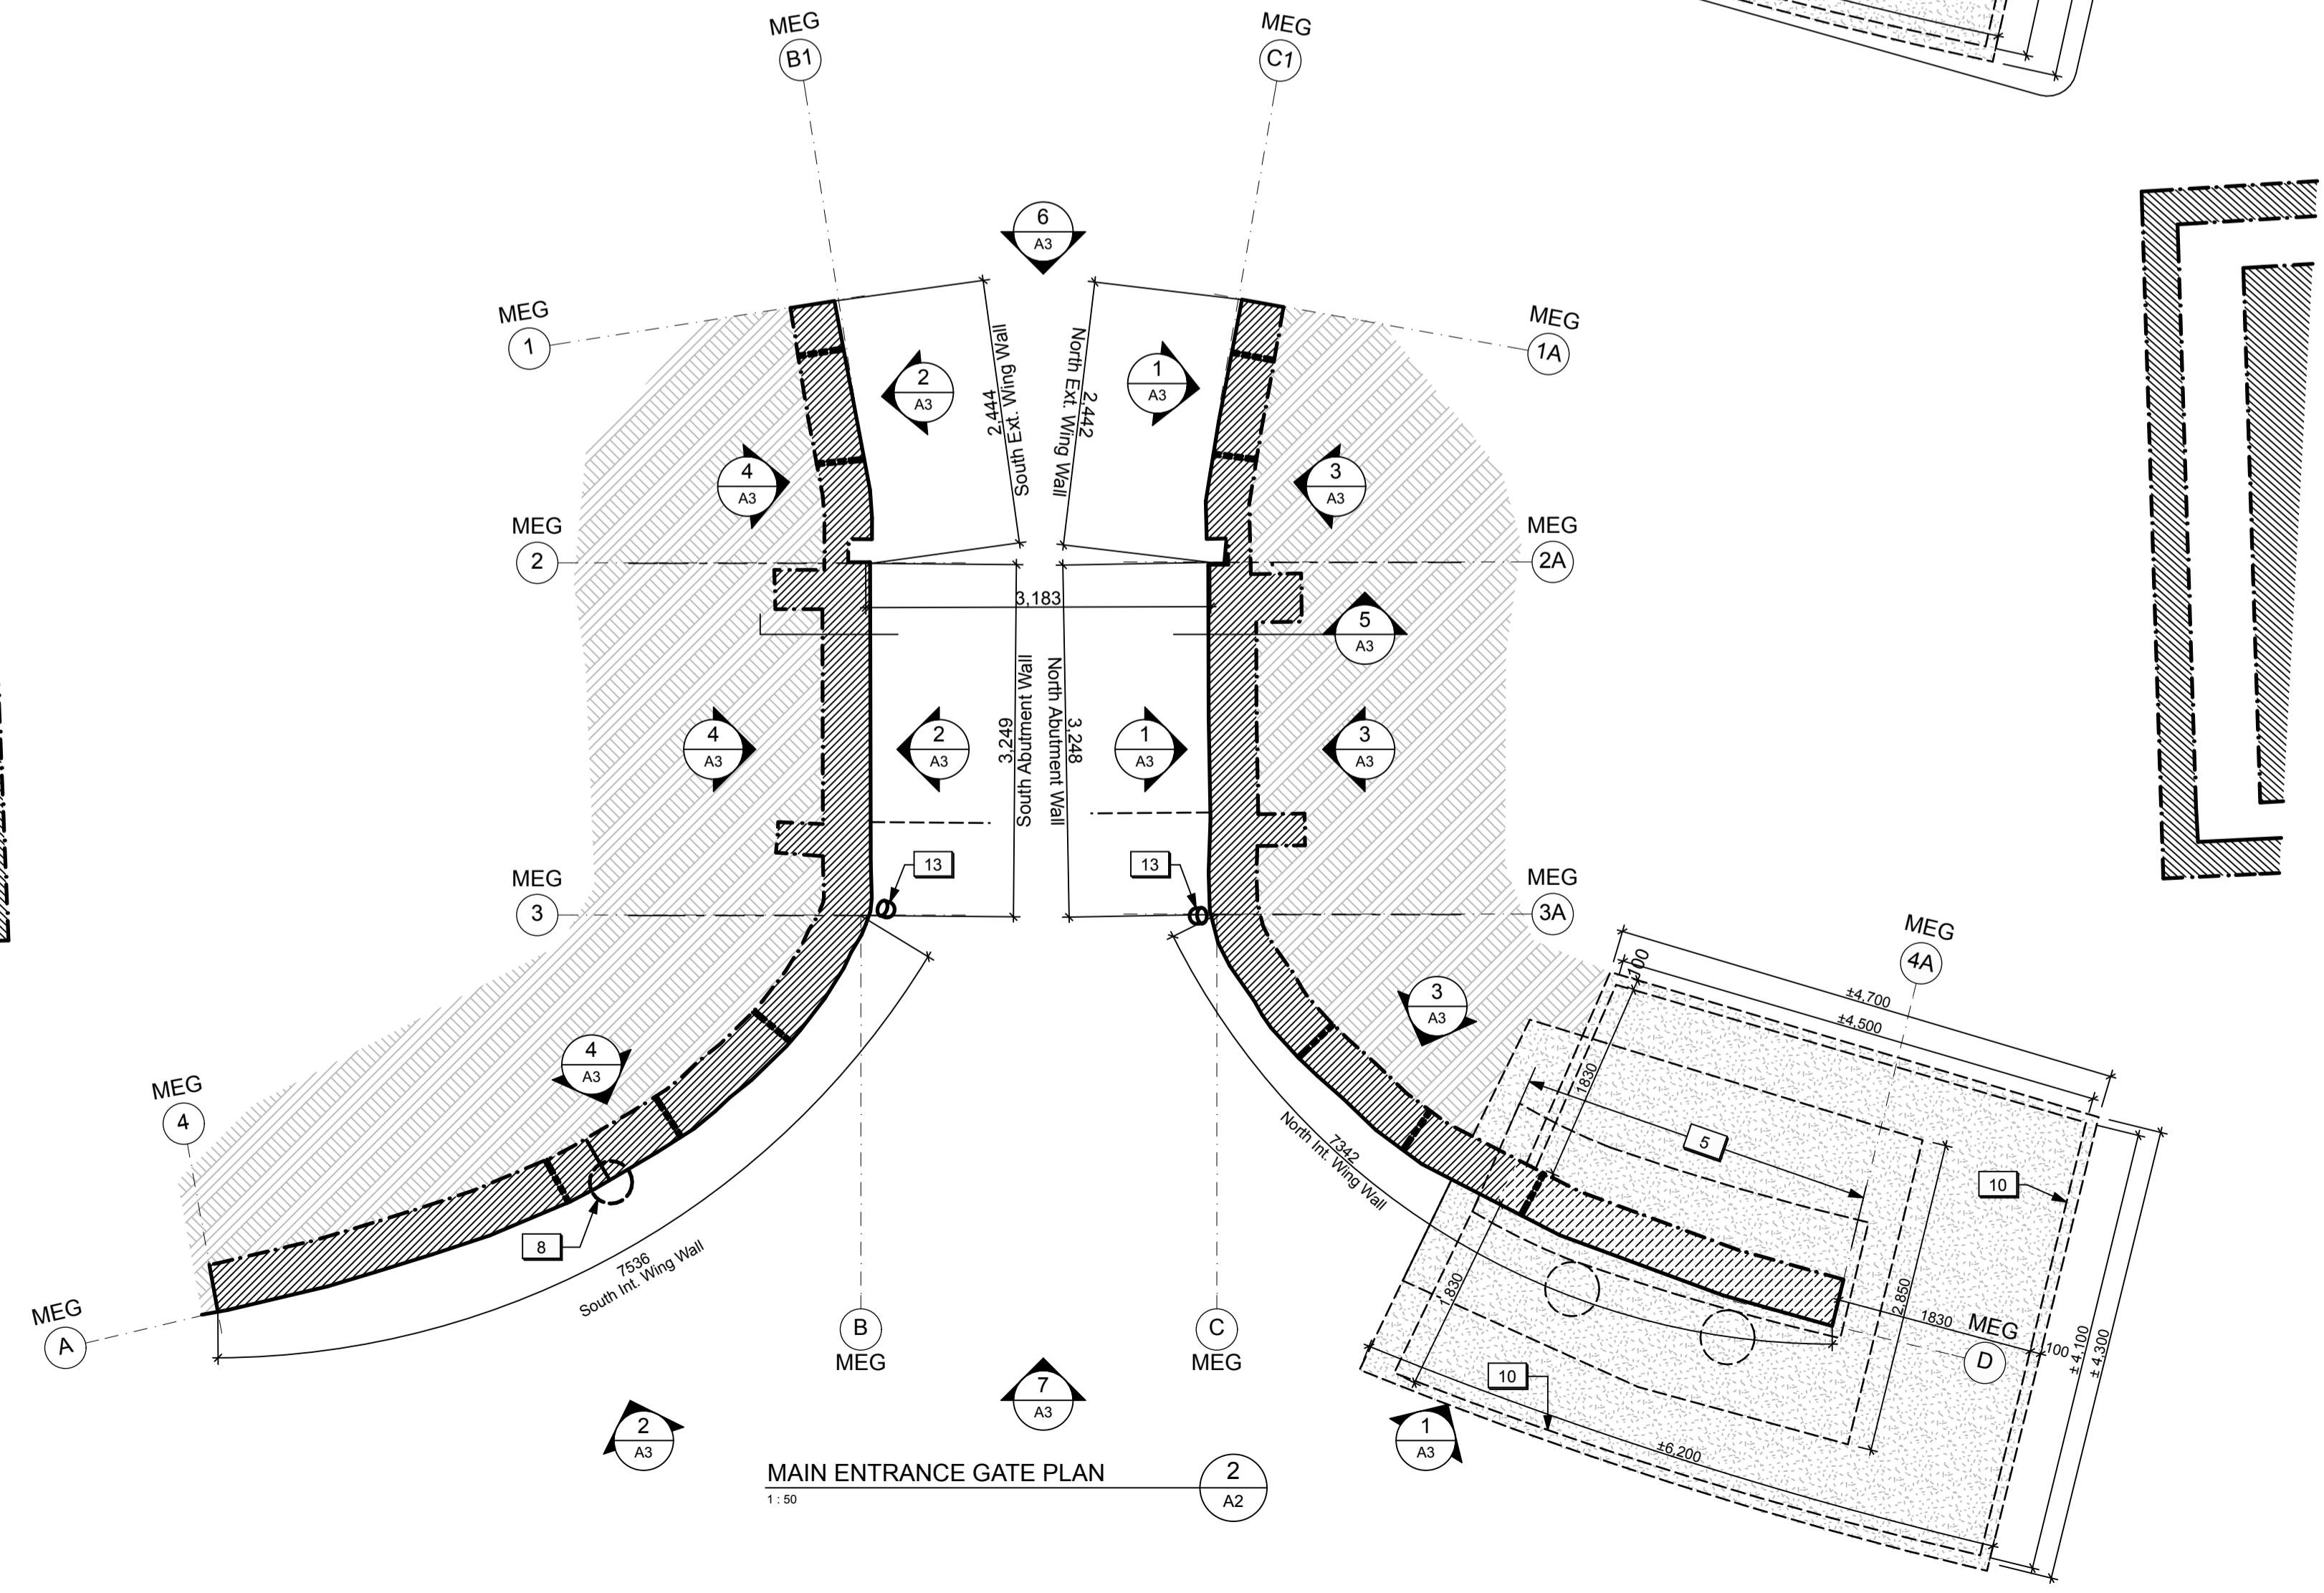 MEG
B1
MEG
C1
6
A3
MEG
1
MEG
1A
2
A3
1
A3
2,444
South Ext. Wing Wall
2,442
North Ext. Wing Wall
4
A3
3
A3
MEG
2
MEG
2A
3,183
5
A3
4
A3
2
A3
3,249
South Abutment Wall
3,248
North Abutment Wall
1
A3
3
A3
13
13
MEG
3
MEG
3A
MEG
4A
100
±4,700
±4,500
3
A3
4
A3
1830
5
10
MEG
4
7342
North Int. Wing Wall
8
7536
South Int. Wing Wall
1,830
2,850
1830
MEG
D
100
± 4,100
± 4,300
MEG
A
B
MEG
C
MEG
10
7
A3
2
A3
1
A3
±6,200
MAIN ENTRANCE GATE PLAN
1 : 50
2
A2